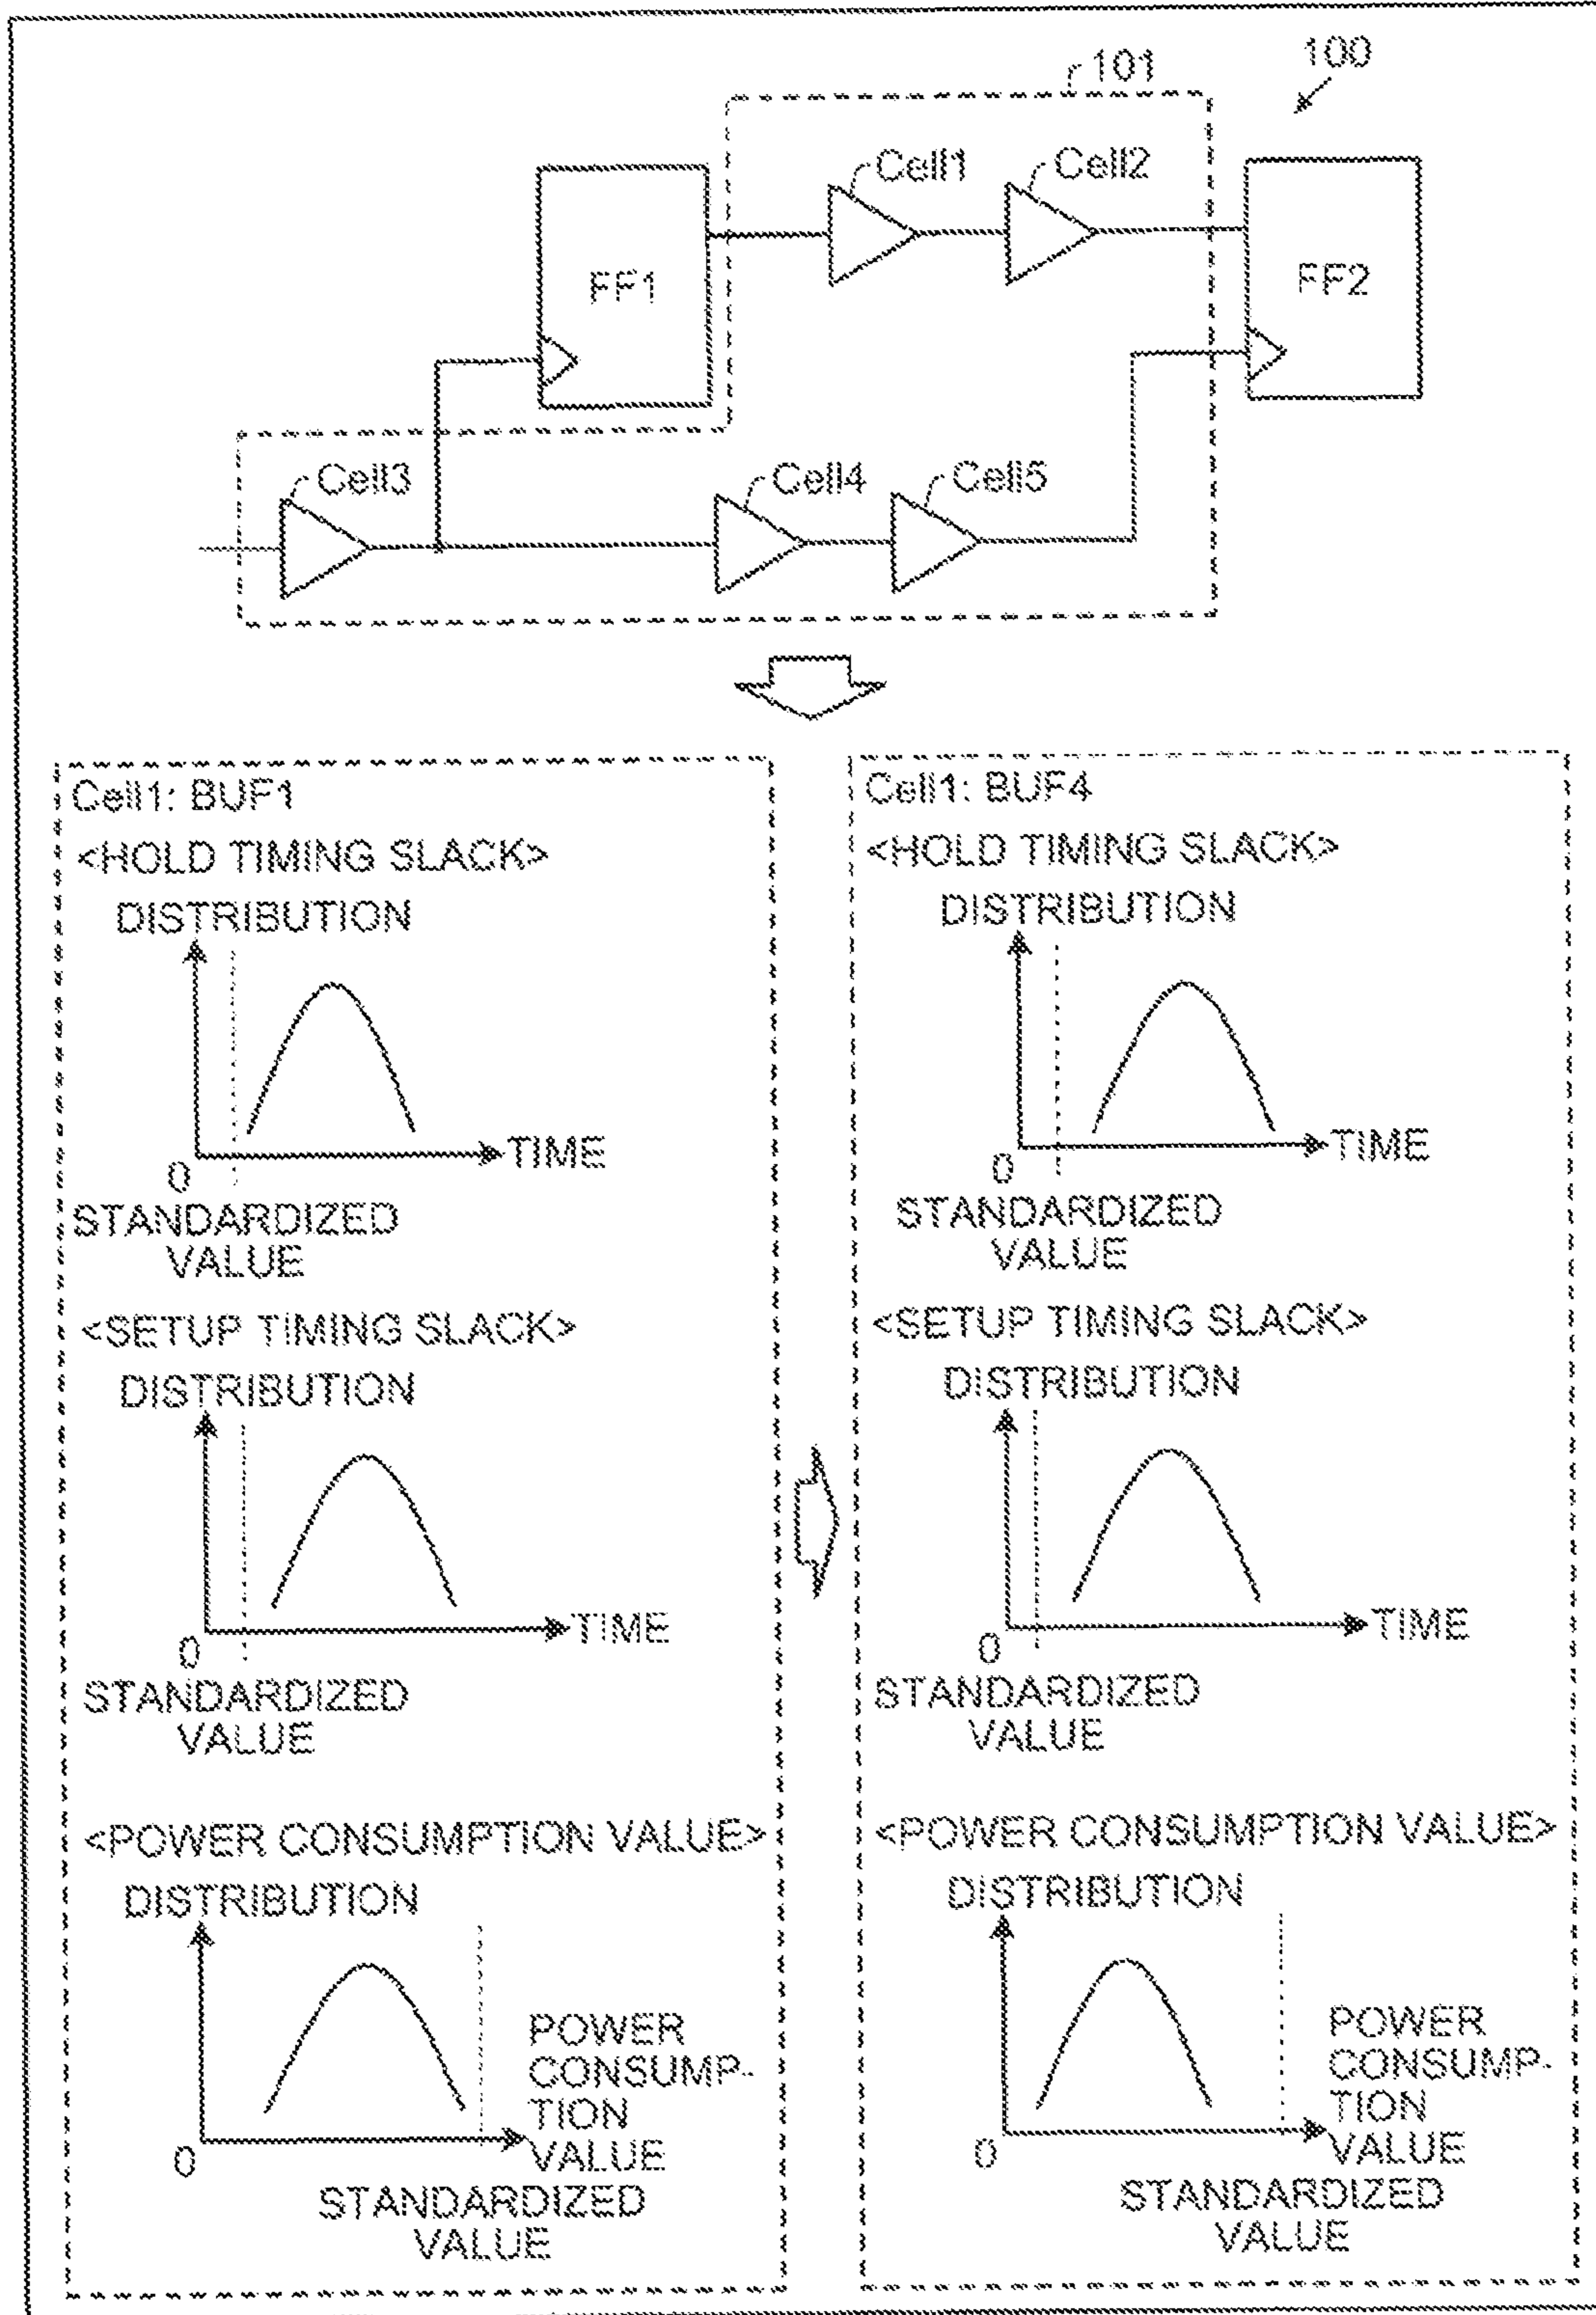 100
101
Cell1
Cell2
FF1
FF2
Cell3
Cell4
Cell5
Cell1: BUF1
<HOLD TIMING SLACK>
DISTRIBUTION
0
TIME
STANDARDIZED
VALUE
<SETUP TIMING SLACK>
DISTRIBUTION
0
TIME
STANDARDIZED
VALUE
<POWER CONSUMPTION VALUE>
DISTRIBUTION
POWER
CONSUMP-
TION
VALUE
0
STANDARDIZED
VALUE
Cell1: BUF4
<HOLD TIMING SLACK>
DISTRIBUTION
0
TIME
STANDARDIZED
VALUE
<SETUP TIMING SLACK>
DISTRIBUTION
0
TIME
STANDARDIZED
VALUE
<POWER CONSUMPTION VALUE>
DISTRIBUTION
POWER
CONSUMP-
TION
VALUE
0
STANDARDIZED
VALUE